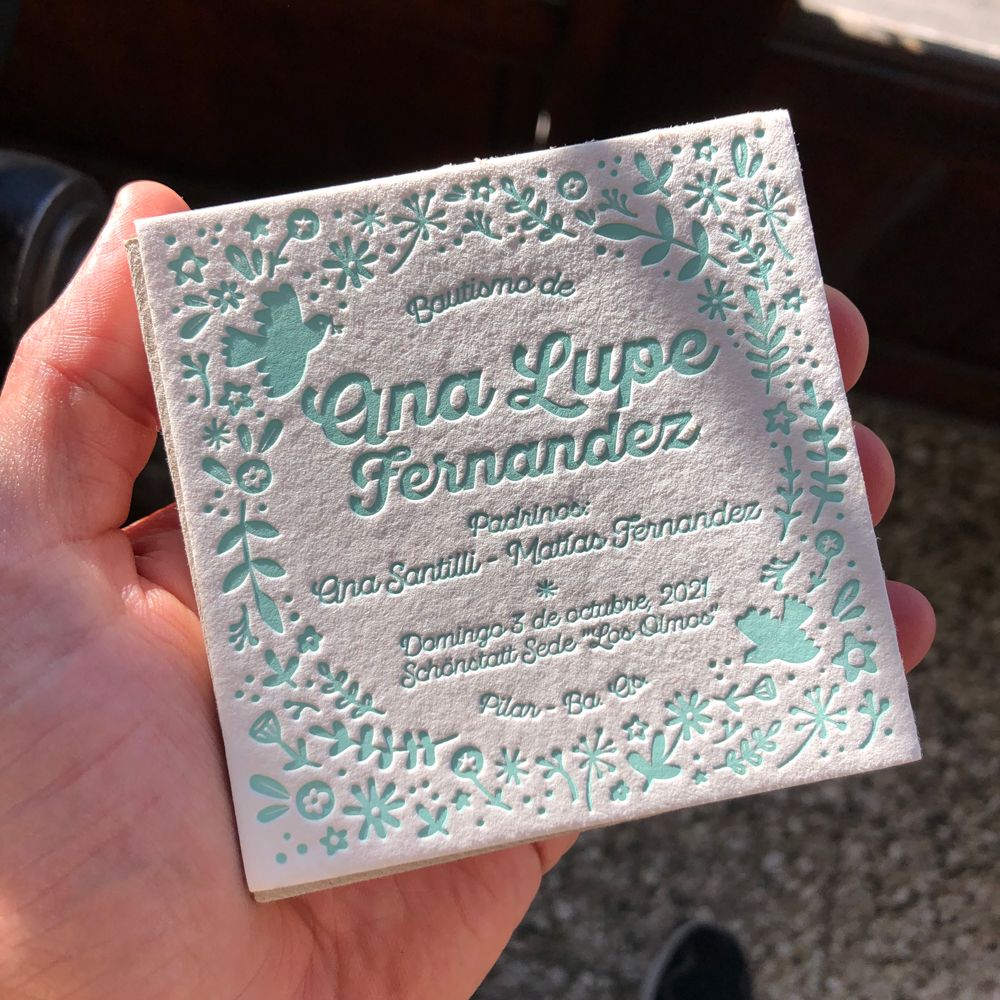 Bautismo de
Ana Lupe
Fernandez
Padrinos:
Ana Santilli - Matías Fernandez
Domingo 3 de octubre, 2021
Schönstatt Sede "Los Olmos"
Pilar - Bs. As.